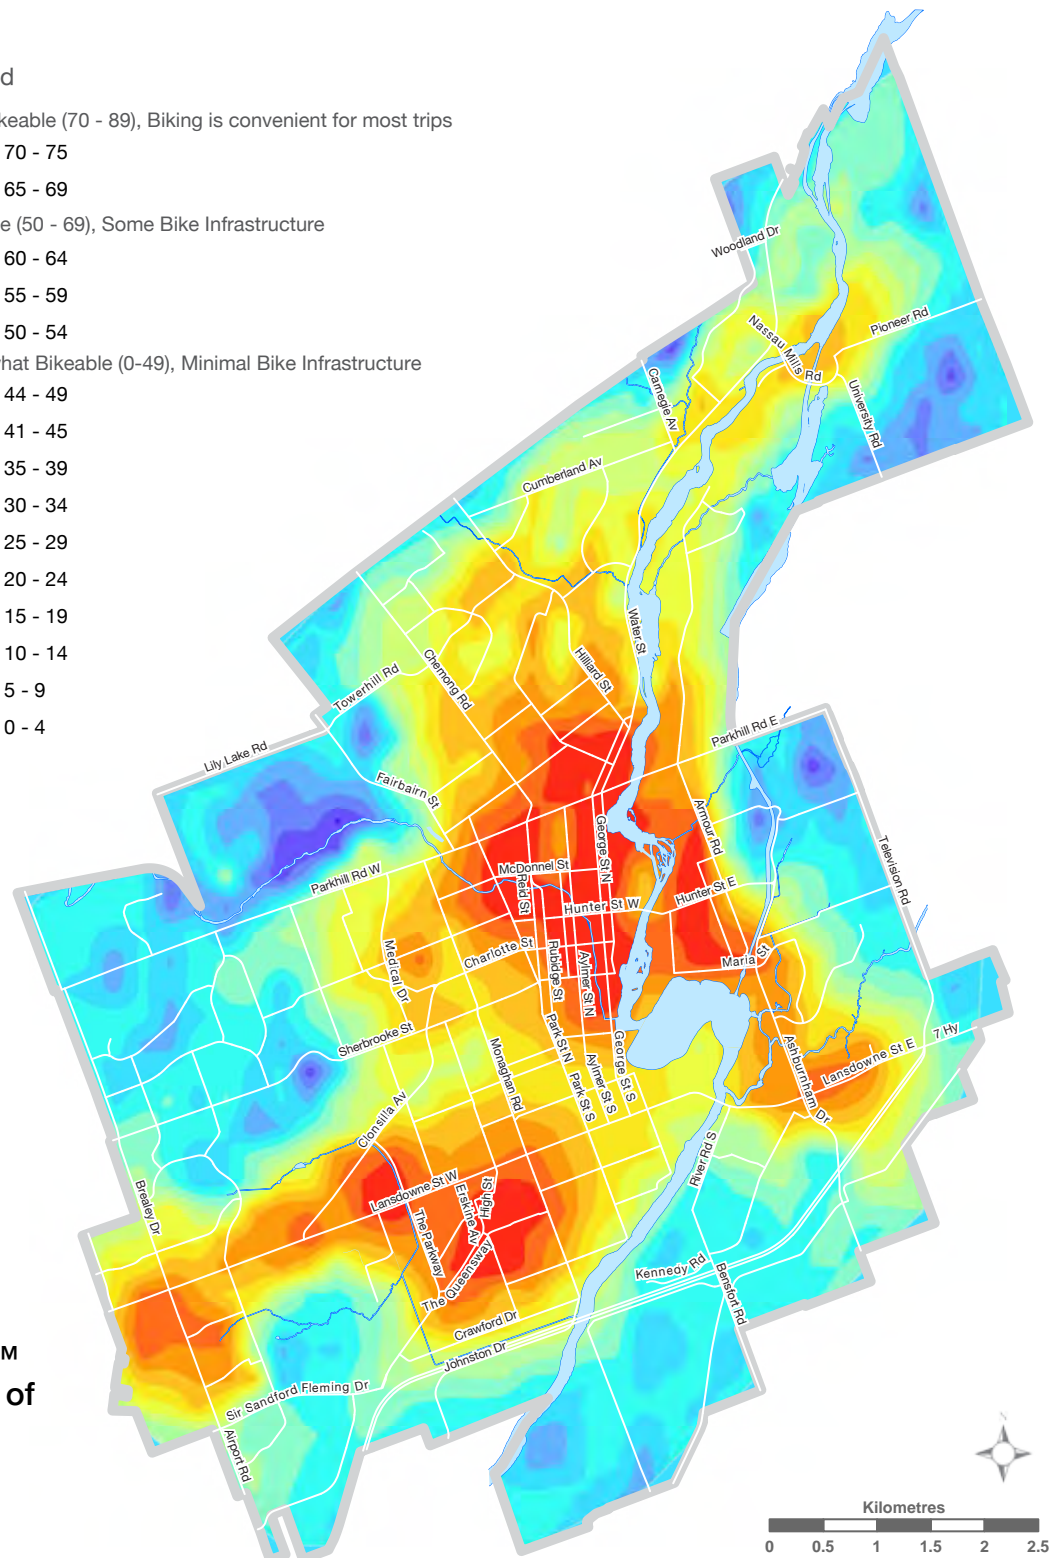 d
keable (70 - 89), Biking is convenient for most trips
70 - 75
65 - 69
e (50 - 69), Some Bike Infrastructure
60 - 64
55 - 59
50 - 54
hat Bikeable (0-49), Minimal Bike Infrastructure
44 - 49
41 - 45
35 - 39
30 - 34
25 - 29
20 - 24
15 - 19
10 - 14
5 - 9
0 - 4
Woodland Dr
Nassau Mills Rd
Pioneer Rd
University Rd
Carnegie Av
Cumberland Av
Water St
Hilliard St
Chemong Rd
Towerhill Rd
Lily Lake Rd
Fairbairn St
Parkhill Rd E
Armour Rd
George St N
McDonnel St
Reid St
Parkhill Rd W
Hunter St W
Hunter St E
Television Rd
Medical Dr
Charlotte St
Rubidge St
Aylmer St N
Maria St
Sherbrooke St
Monaghan Rd
Park St N
George St S
Aylmer St S
Park St S
Ashburnham Dr
Lansdowne St E
7 Hy
Clonsilla Av
River Rd S
Brealey Dr
Lansdowne St W
High St
Erskine Av
The Parkway
The Queensway
Kennedy Rd
Bensfort Rd
Crawford Dr
Johnston Dr
M
of
Sir Sandford Fleming Dr
Airport Rd
Kilometres
0 0.5 1 1.5 2 2.5